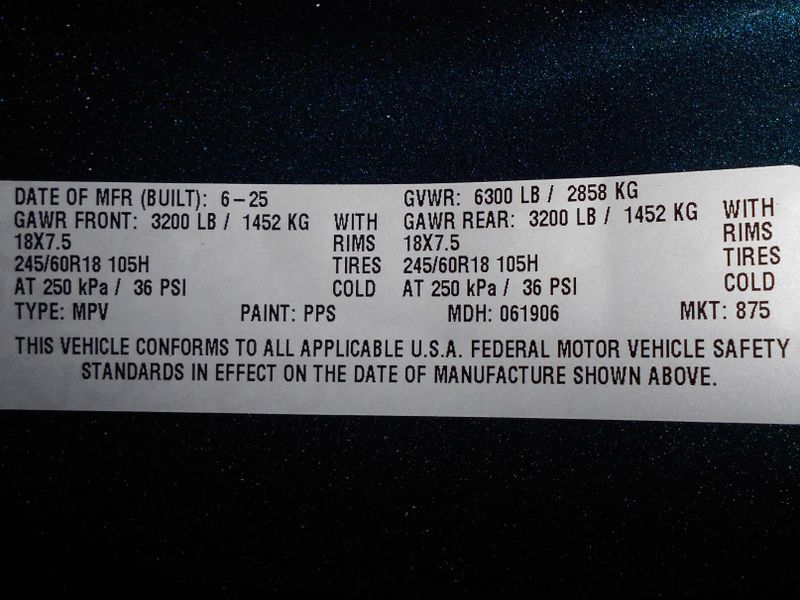 DATE OF MFR (BUILT): 6-25 GVWR: 6300 LB / 2858 KG
GAWR FRONT: 3200 LB / 1452 KG WITH GAWR REAR: 3200 LB / 1452 KG WITH
18X7.5 RIMS 18X7.5 RIMS
245/60R18 105H TIRES 245/60R18 105H TIRES
AT 250 kPa / 36 PSI COLD AT 250 kPa / 36 PSI COLD
TYPE: MPV PAINT: PPS MDH: 061906 MKT: 875
THIS VEHICLE CONFORMS TO ALL APPLICABLE U.S.A. FEDERAL MOTOR VEHICLE SAFETY
STANDARDS IN EFFECT ON THE DATE OF MANUFACTURE SHOWN ABOVE.